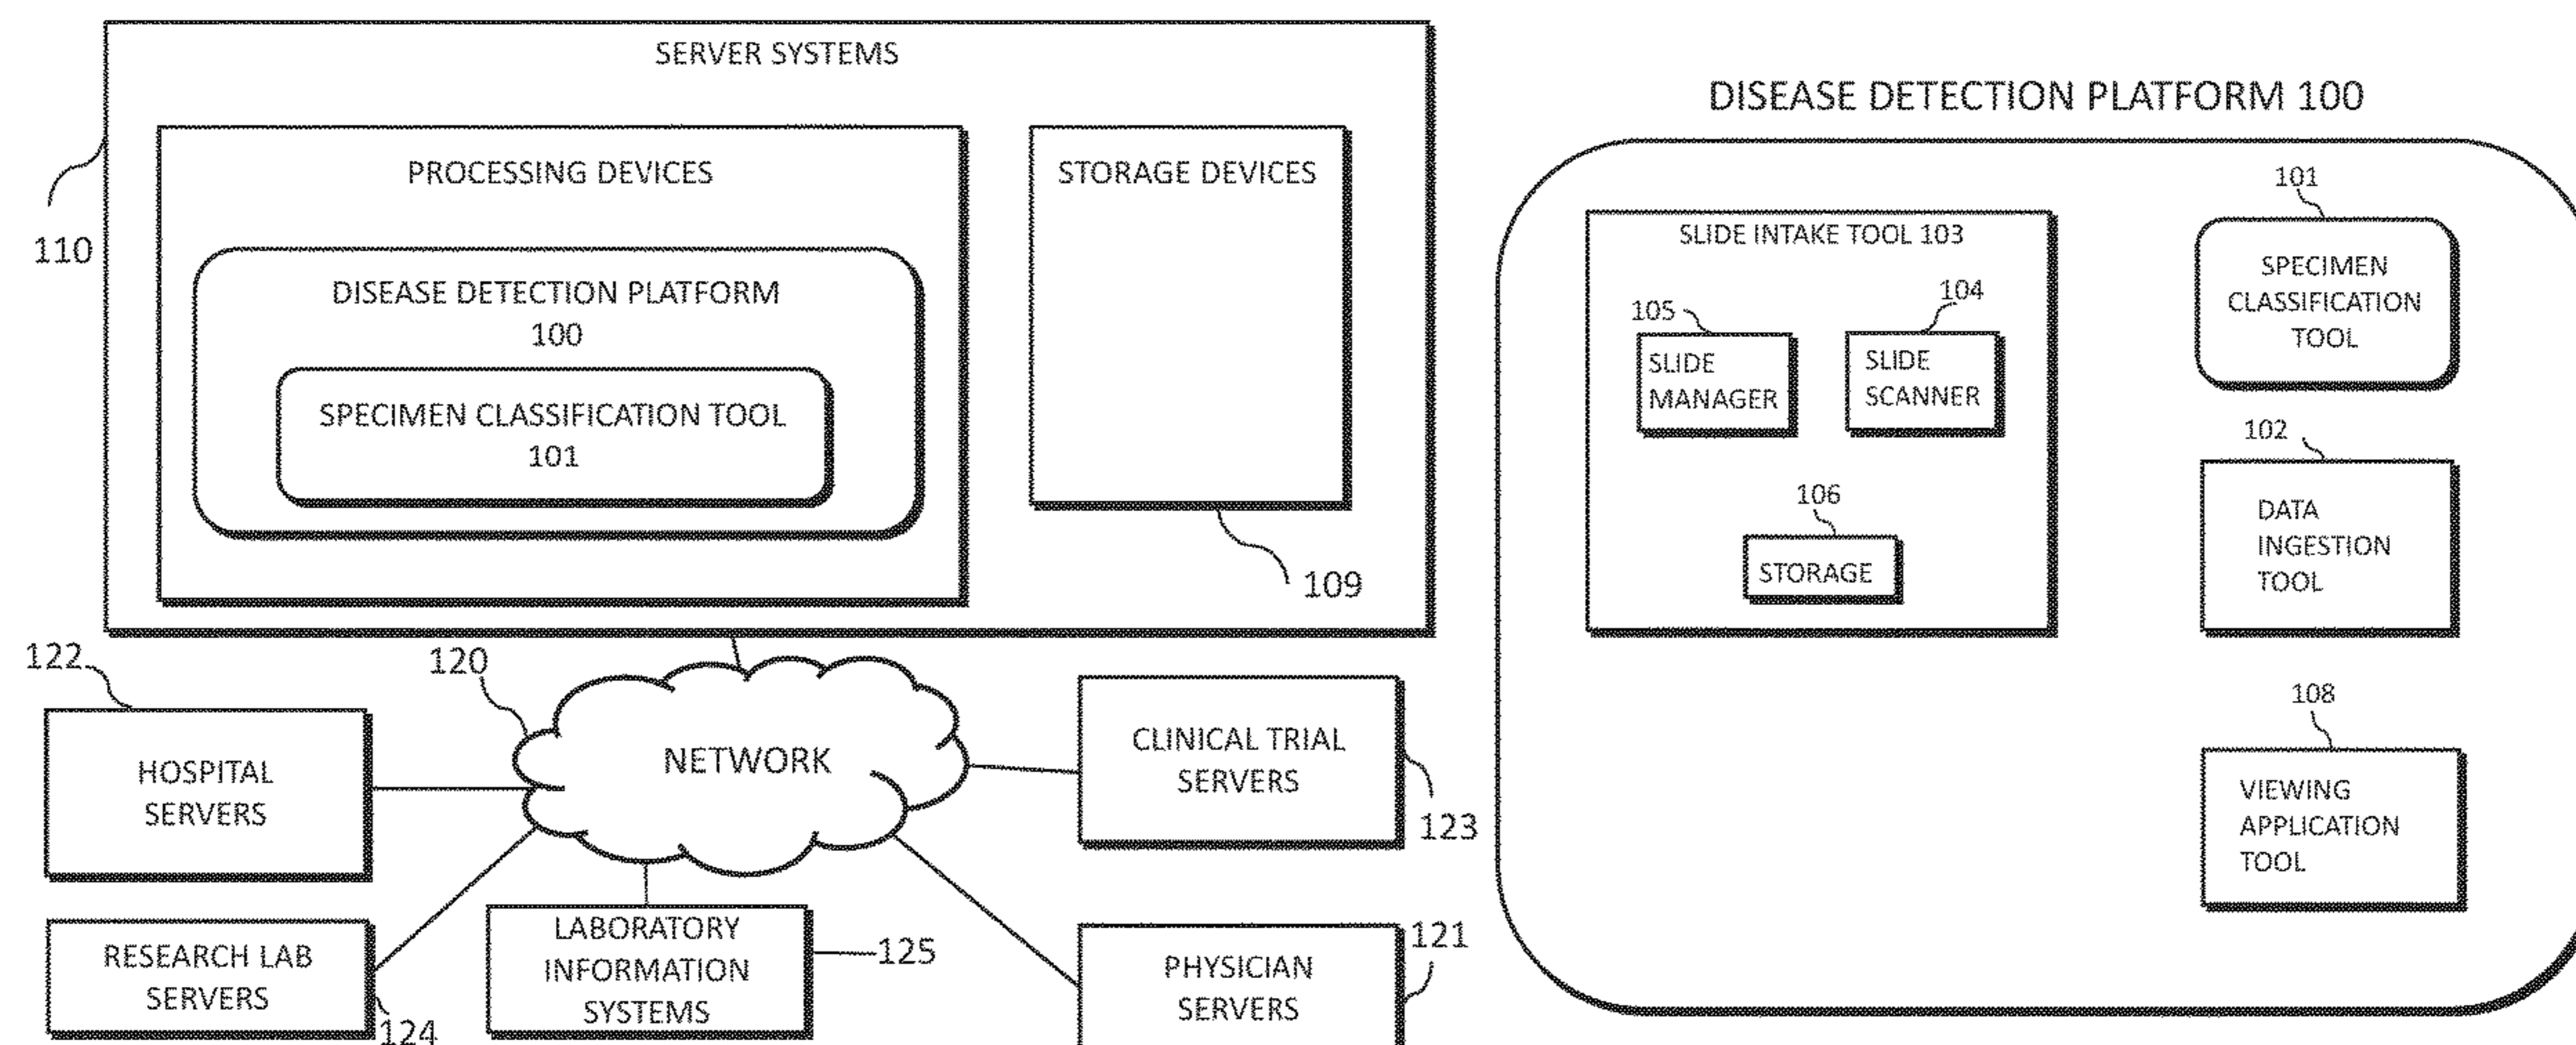 SERVER SYSTEMS
PROCESSING DEVICES
STORAGE DEVICES
110
DISEASE DETECTION PLATFORM
100
SPECIMEN CLASSIFICATION TOOL
101
109
122
120
HOSPITAL
SERVERS
NETWORK
CLINICAL TRIAL
SERVERS
123
RESEARCH LAB
SERVERS
124
LABORATORY
INFORMATION
SYSTEMS
125
PHYSICIAN
SERVERS
121
DISEASE DETECTION PLATFORM 100
SLIDE INTAKE TOOL 103
105
SLIDE
MANAGER
104
SLIDE
SCANNER
106
STORAGE
101
SPECIMEN
CLASSIFICATION
TOOL
102
DATA
INGESTION
TOOL
108
VIEWING
APPLICATION
TOOL